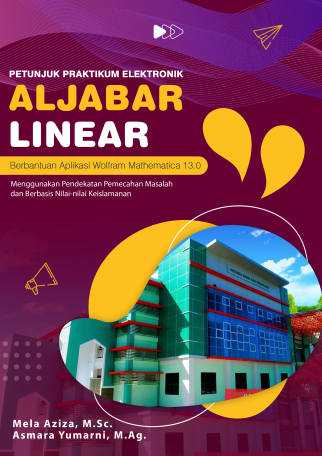 PETUNJUK PRAKTIKUM ELEKTRONIK
ALJABAR
LINEAR
Berbantuan Aplikasi Wolfram Mathematica 13.0
Menggunakan Pendekatan Pemecahan Masalah
dan Berbasis Nilai-nilai Keislamanan
Mela Aziza, M.Sc.
Asmara Yumarni, M.Ag.